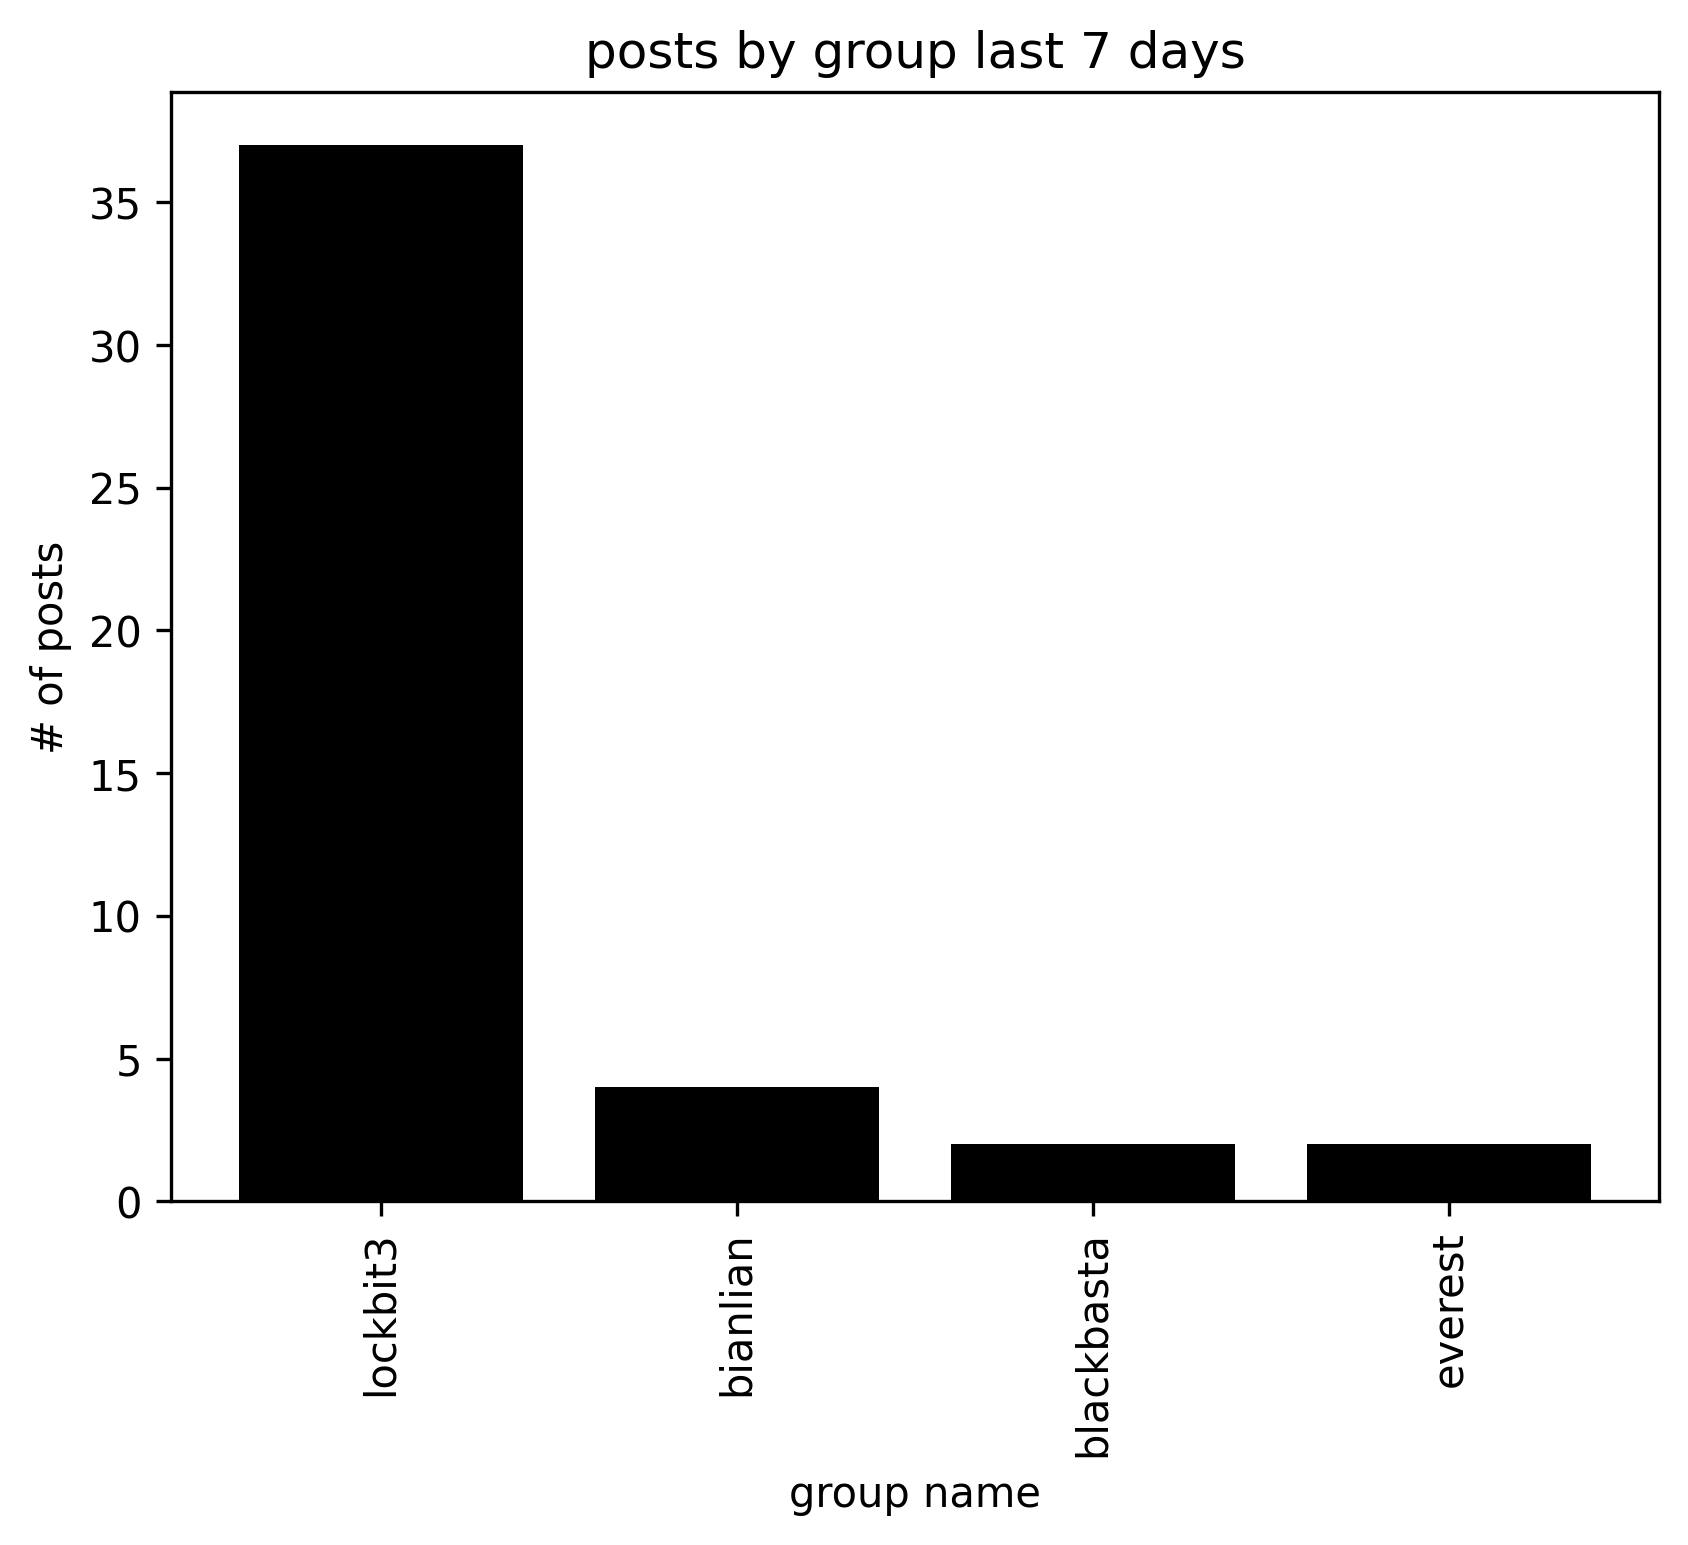 posts by group last 7 days
# of posts
35
30
25
20
15
10
5
0
lockbit3
bianlian
blackbasta
everest
group name